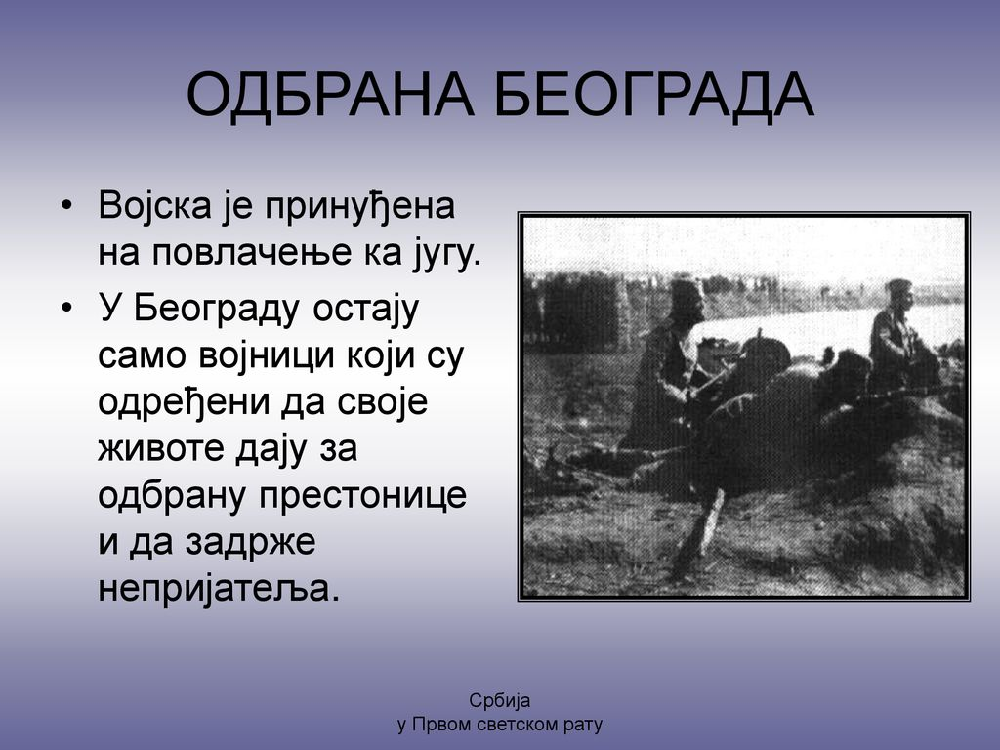 ОДБРАНА БЕОГРАДА
• Војска је принуђена
на повлачење ка југу.
• У Београду остају
само војници који су
одређени да своје
животе дају за
одбрану престонице
и да задрже
непријатеља.
Србија
у Првом светском рату